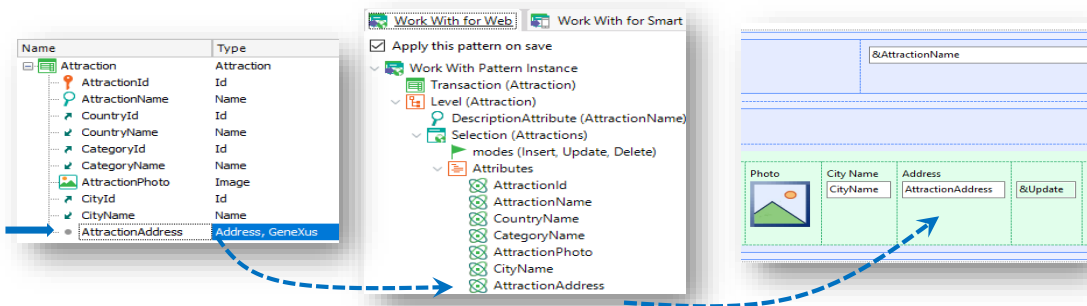 Name Type
Attraction Attraction
AttractionId Id
AttractionName Name
CountryId Id
CountryName Name
CategoryId Id
CategoryName Name
AttractionPhoto Image
CityId Id
CityName Name
AttractionAddress Address, GeneXus
Work With for Web Work With for Smart
Apply this pattern on save
Work With Pattern Instance
Transaction (Attraction)
Level (Attraction)
DescriptionAttribute (AttractionName)
Selection (Attractions)
modes (Insert, Update, Delete)
Attributes
AttractionId
AttractionName
CountryName
CategoryName
AttractionPhoto
CityName
AttractionAddress
&AttractionName
Photo City Name Address
CityName AttractionAddress &Update